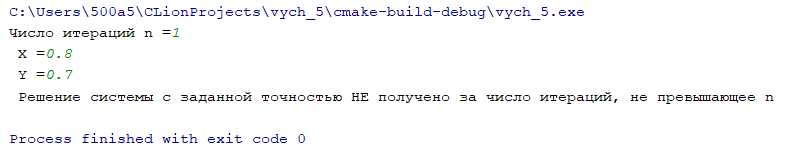 C:\Users\500a5\CLionProjects\vych_5\cmake-build-debug\vych_5.exe
Число итераций n =1
X =0.8
Y =0.7
Решение системы с заданной точностью НЕ получено за число итераций, не превышающее n
Process finished with exit code 0